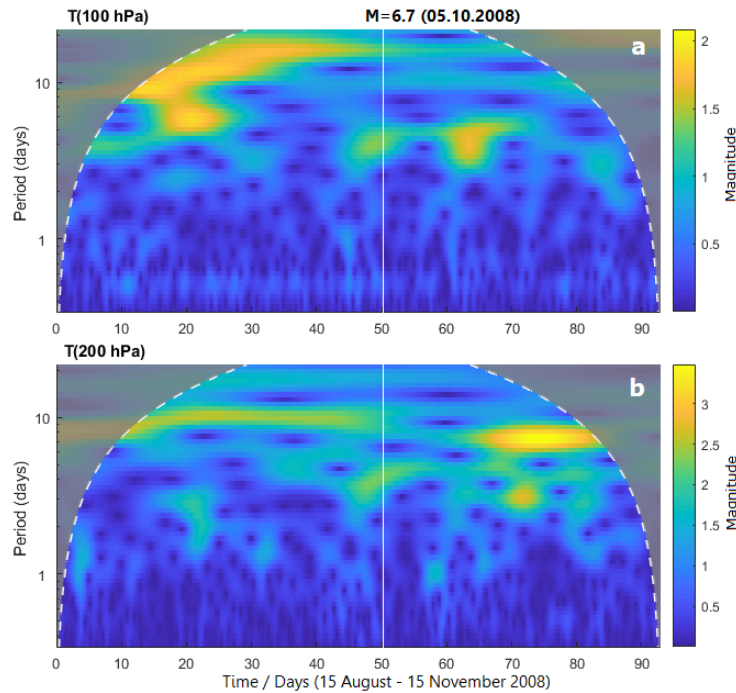 T(100 hPa) M=6.7 (05.10.2008)
a
2
10
1.5
Period (days)
Magnitude
1
1
0.5
0 10 20 30 40 50 60 70 80 90
T(200 hPa)
b
3
10
2.5
2
Period (days)
Magnitude
1.5
1
1
0.5
0 10 20 30 40 50 60 70 80 90
Time / Days (15 August - 15 November 2008)